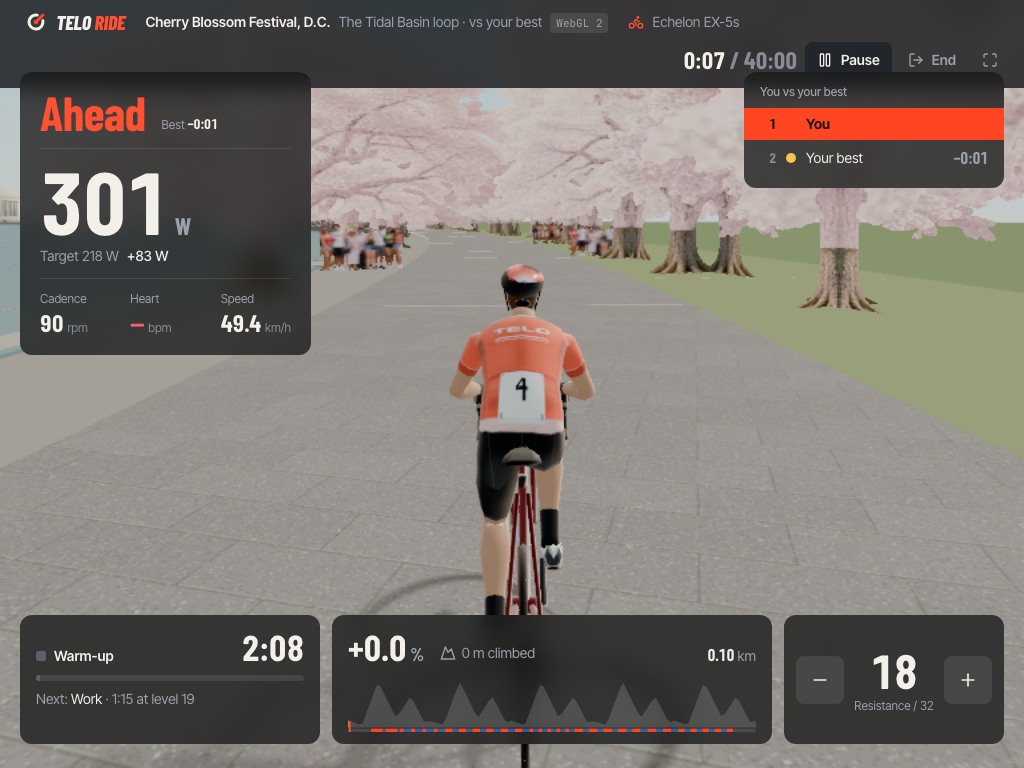 TELO RIDE Cherry Blossom Festival, D.C. The Tidal Basin loop · vs your best WebGL 2 Echelon EX-5s
0:07 / 40:00 Pause End
Ahead Best −0:01
301 W
Target 218 W +83 W
Cadence Heart Speed
90 rpm — bpm 49.4 km/h
You vs your best
1 You
2 Your best −0:01
TELO
4
Warm-up 2:08
Next: Work · 1:15 at level 19
+0.0 % 0 m climbed 0.10 km
− 18 +
Resistance / 32